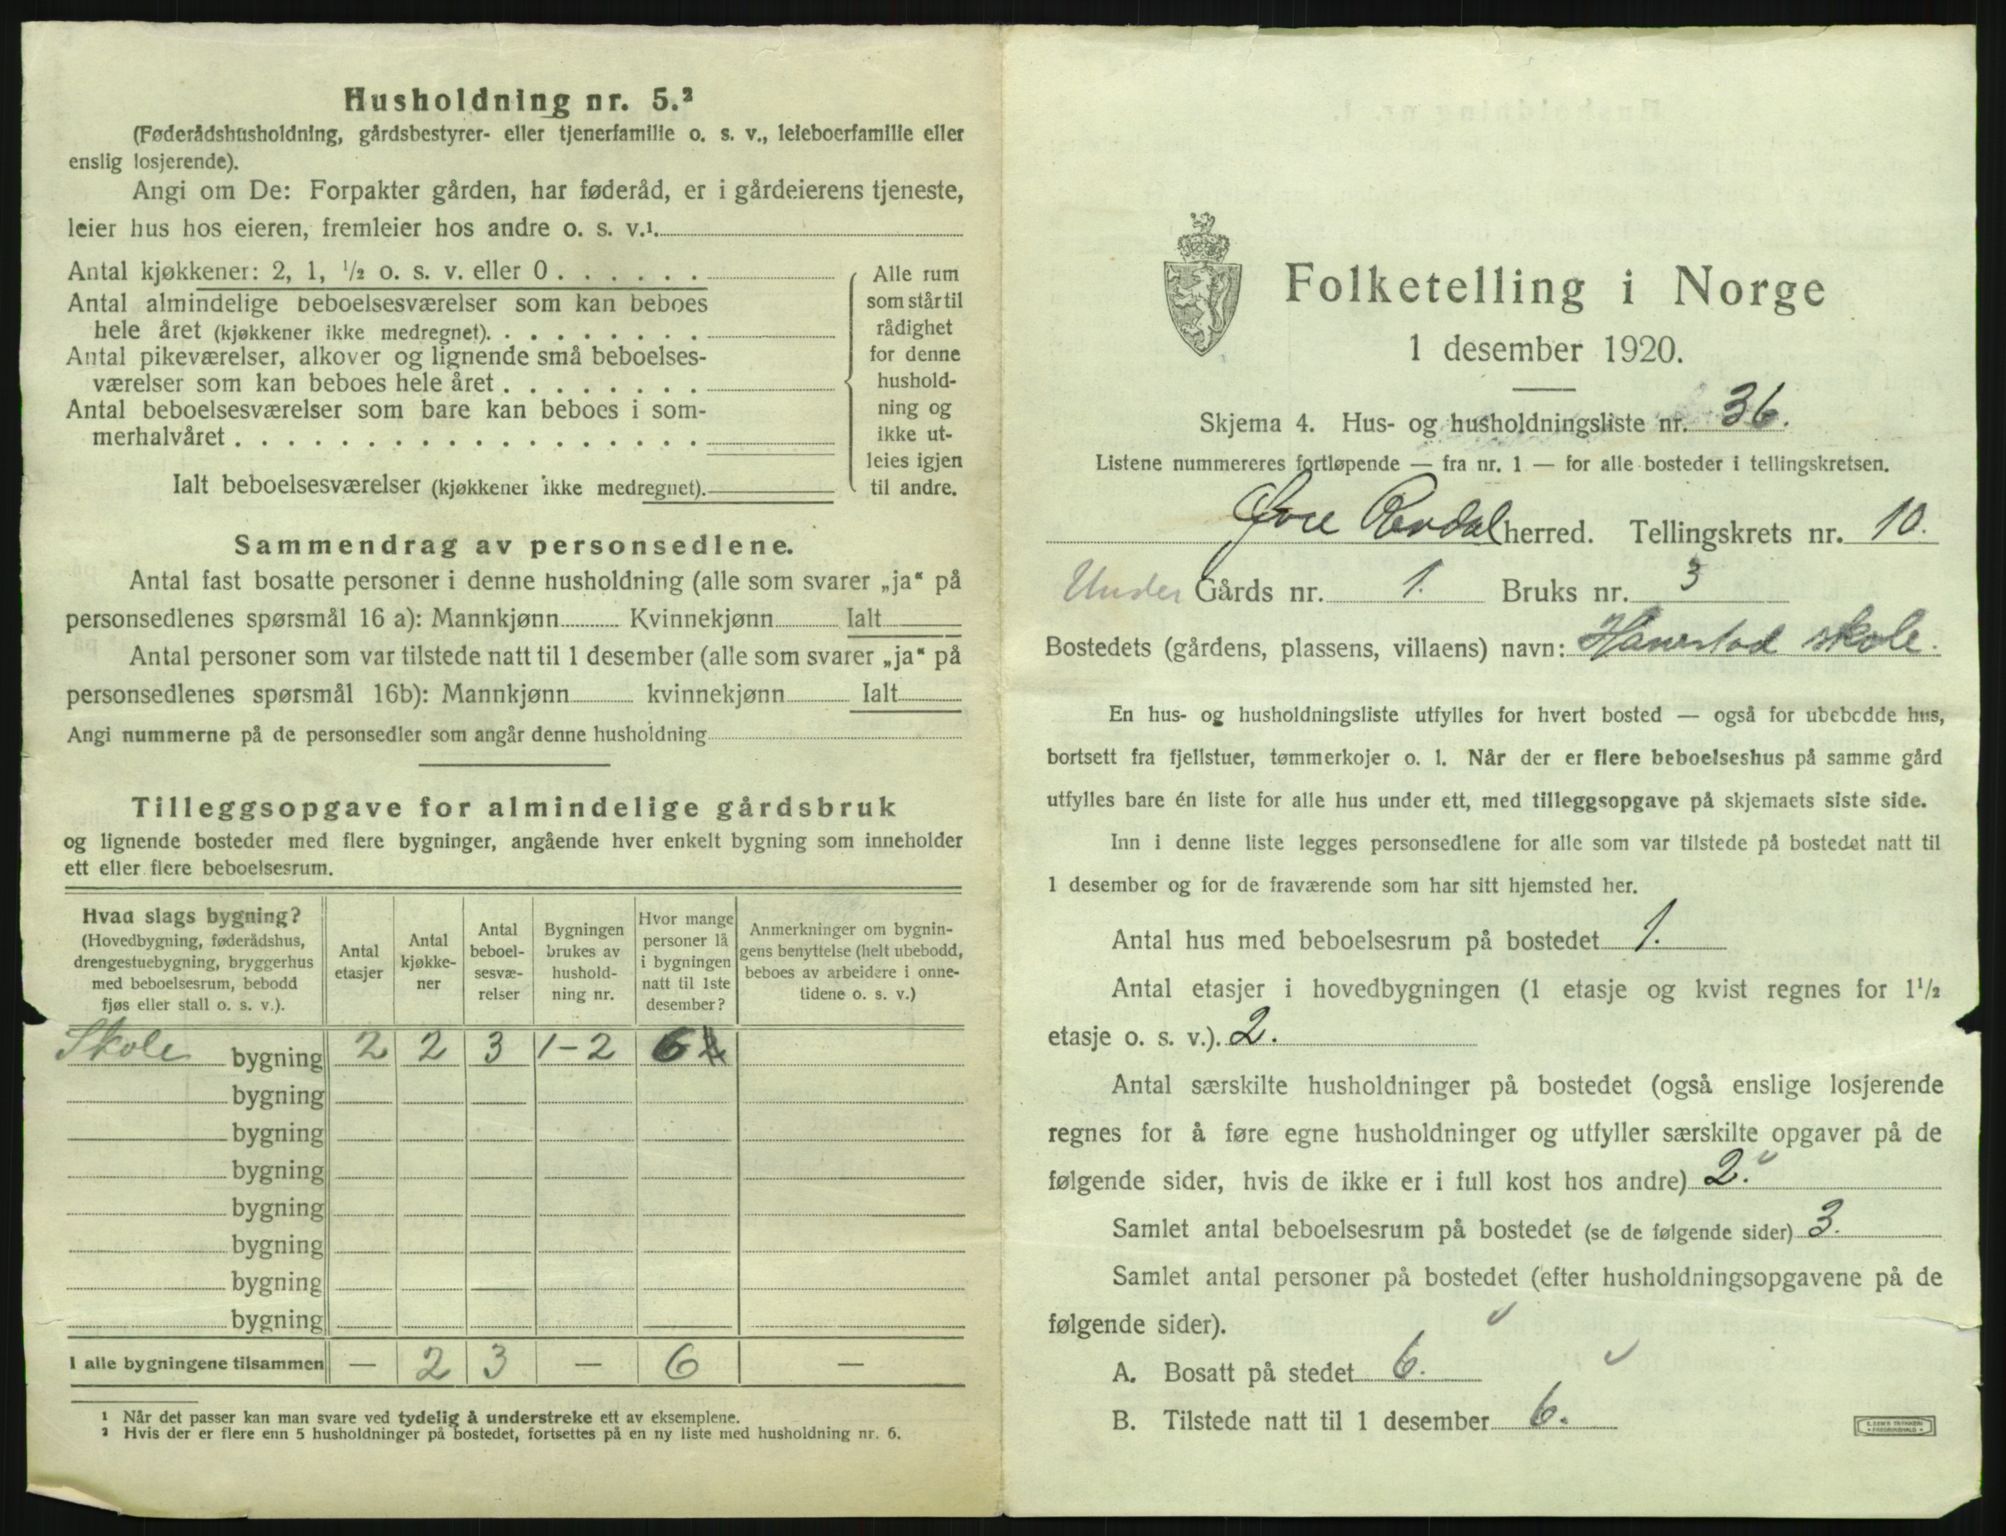 Husholdning nr. 5.²
(Føderådshusholdning, gårdsbestyrer- eller tjenerfamilie o. s. v., leieboerfamilie eller
enslig losjerende).
Angi om De: Forpakter gården, har føderåd, er i gårdeierens tjeneste,
leier hus hos eieren, fremleier hos andre o. s. v.¹
Antal kjøkkener: 2, 1, ½ o. s. v. eller 0
Antal almindelige beboelsesværelser som kan beboes
hele året (kjøkkener ikke medregnet).
Antal pikeværelser, alkover og lignende små beboelses-
værelser som kan beboes hele året
Antal beboelsesværelser som bare kan beboes i som-
merhalvåret
Ialt beboelsesværelser (kjøkkener ikke medregnet).
Alle rum
som står til
rådighet
for denne
hushold-
ning og
ikke ut-
leies igjen
til andre.
Sammendrag av personsedlene.
Antal fast bosatte personer i denne husholdning (alle som svarer „ja“ på
personsedlenes spørsmål 16 a): Mannkjønn Kvinnekjønn Ialt
Antal personer som var tilstede natt til 1 desember (alle som svarer „ja“ på
personsedlenes spørsmål 16b): Mannkjønn kvinnekjønn Ialt
Angi nummerne på de personsedler som angår denne husholdning
Tilleggsopgave for almindelige gårdsbruk
og lignende bosteder med flere bygninger, angående hver enkelt bygning som inneholder
ett eller flere beboelsesrum.
Hvad slags bygning?
(Hovedbygning, føderådshus,
drengestuebygning, bryggerhus
med beboelsesrum, bebodd
fjøs eller stall o. s. v.).
Antal
etasjer
Antal
kjøkke-
ner
Antal
beboel-
sesvæ-
relser
Bygningen
brukes av
hushold-
ning nr.
Hvor mange
personer lå
i bygningen
natt til 1ste
desember?
Anmerkninger om bygnin-
gens benyttelse (helt ubebodd,
beboes av arbeidere i onne-
tidene o. s. v.)
Skole bygning 2 2 3 1-2 6
bygning
bygning
bygning
bygning
bygning
bygning
bygning
I alle bygningene tilsammen — 2 3 — 6 —
¹ Når det passer kan man svare ved tydelig å understreke ett av eksemplene.
² Hvis der er flere enn 5 husholdninger på bostedet, fortsettes på en ny liste med husholdning nr. 6.
Folketelling i Norge
1 desember 1920.
Skjema 4. Hus- og husholdningsliste nr. 36.
Listene nummereres fortløpende — fra nr. 1 — for alle bosteder i tellingskretsen.
Øvre Rendal herred. Tellingskrets nr. 10.
Under Gårds nr. 1. Bruks nr. 3
Bostedets (gårdens, plassens, villaens) navn: Hanestad skole.
En hus- og husholdningsliste utfylles for hvert bosted — også for ubebodde hus,
bortsett fra fjellstuer, tømmerkojer o. l. Når der er flere beboelseshus på samme gård
utfylles bare én liste for alle hus under ett, med tilleggsopgave på skjemaets siste side.
Inn i denne liste legges personsedlene for alle som var tilstede på bostedet natt til
1 desember og for de fraværende som har sitt hjemsted her.
Antal hus med beboelsesrum på bostedet 1.
Antal etasjer i hovedbygningen (1 etasje og kvist regnes for 1½
etasje o. s. v.). 2.
Antal særskilte husholdninger på bostedet (også enslige losjerende
regnes for å føre egne husholdninger og utfyller særskilte opgaver på de
følgende sider, hvis de ikke er i full kost hos andre) 2.
Samlet antal beboelsesrum på bostedet (se de følgende sider) 3.
Samlet antal personer på bostedet (efter husholdningsopgavene på de
følgende sider).
A. Bosatt på stedet 6.
B. Tilstede natt til 1 desember 6.